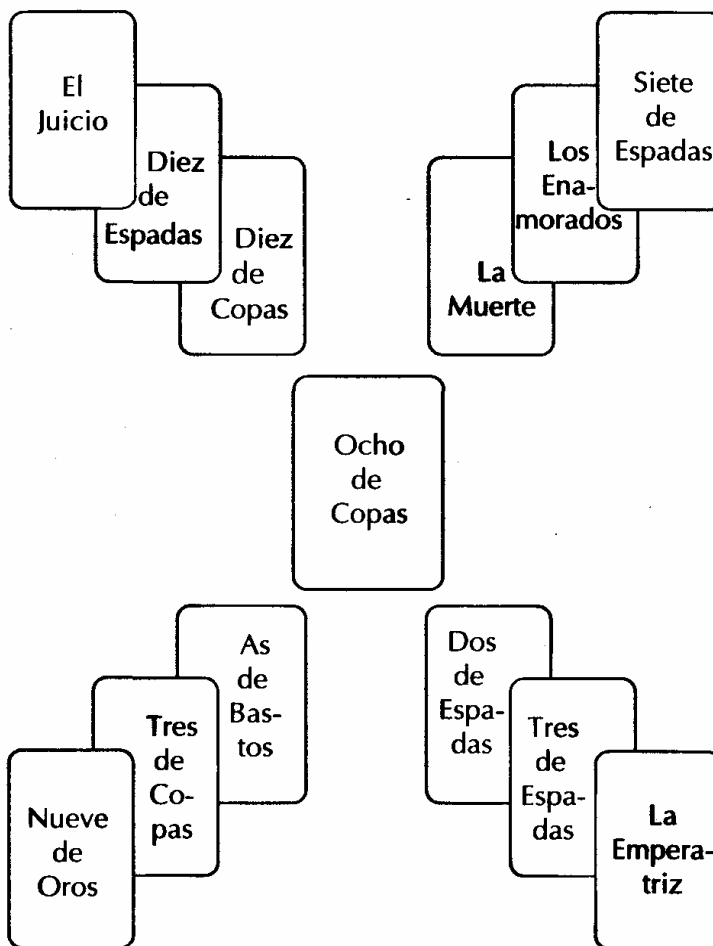 El
Juicio
Diez
de
Espadas
Diez
de
Copas
Siete
de
Espadas
Los
Ena-
morados
La
Muerte
Ocho
de
Copas
As
de
Bas-
tos
Tres
de
Co-
pas
Nueve
de
Oros
Dos
de
Espa-
das
Tres
de
Espa-
das
La
Empera-
triz